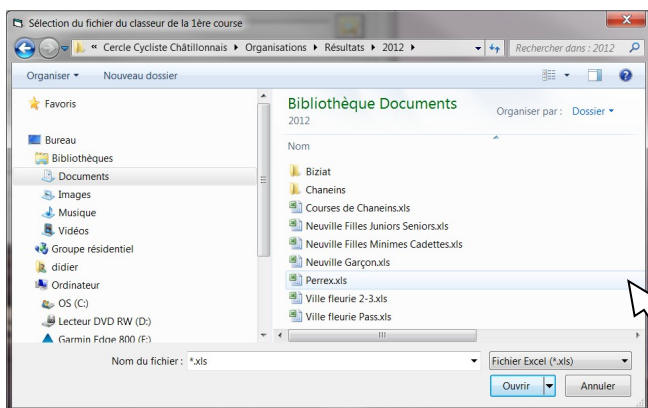 Sélection du fichier du classeur de la 1ère course
« Cercle Cycliste Châtillonnais Organisations Résultats 2012
Rechercher dans : 2012
Organiser Nouveau dossier
Favoris
Bureau
Bibliothèques
Documents
Images
Musique
Vidéos
Groupe résidentiel
didier
Ordinateur
OS (C:)
Lecteur DVD RW (D:)
Garmin Edge 800 (F:)
Bibliothèque Documents
2012
Organiser par : Dossier
Nom
Biziat
Chaneins
Courses de Chaneins.xls
Neuville Filles Juniors Seniors.xls
Neuville Filles Minimes Cadettes.xls
Neuville Garçon.xls
Perrex.xls
Ville fleurie 2-3.xls
Ville fleurie Pass.xls
Nom du fichier : *.xls
Fichier Excel (*.xls)
Ouvrir
Annuler